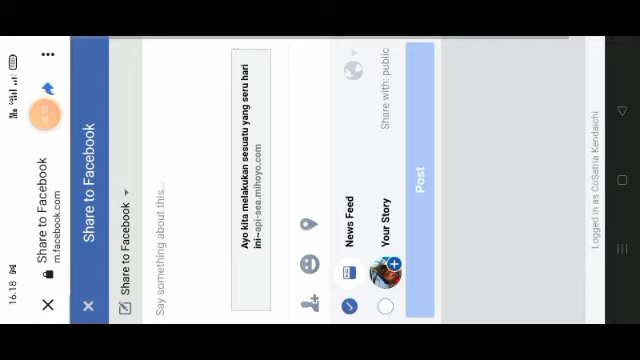 16.18
Share to Facebook
m.facebook.com
Share to Facebook
Share to Facebook
Say something about this...
Ayo kita melakukan sesuatu yang seru hari
ini~api-sea.mihoyo.com
News Feed
Your Story
Share with: public
Post
Logged in as CoSatria Kendaichi